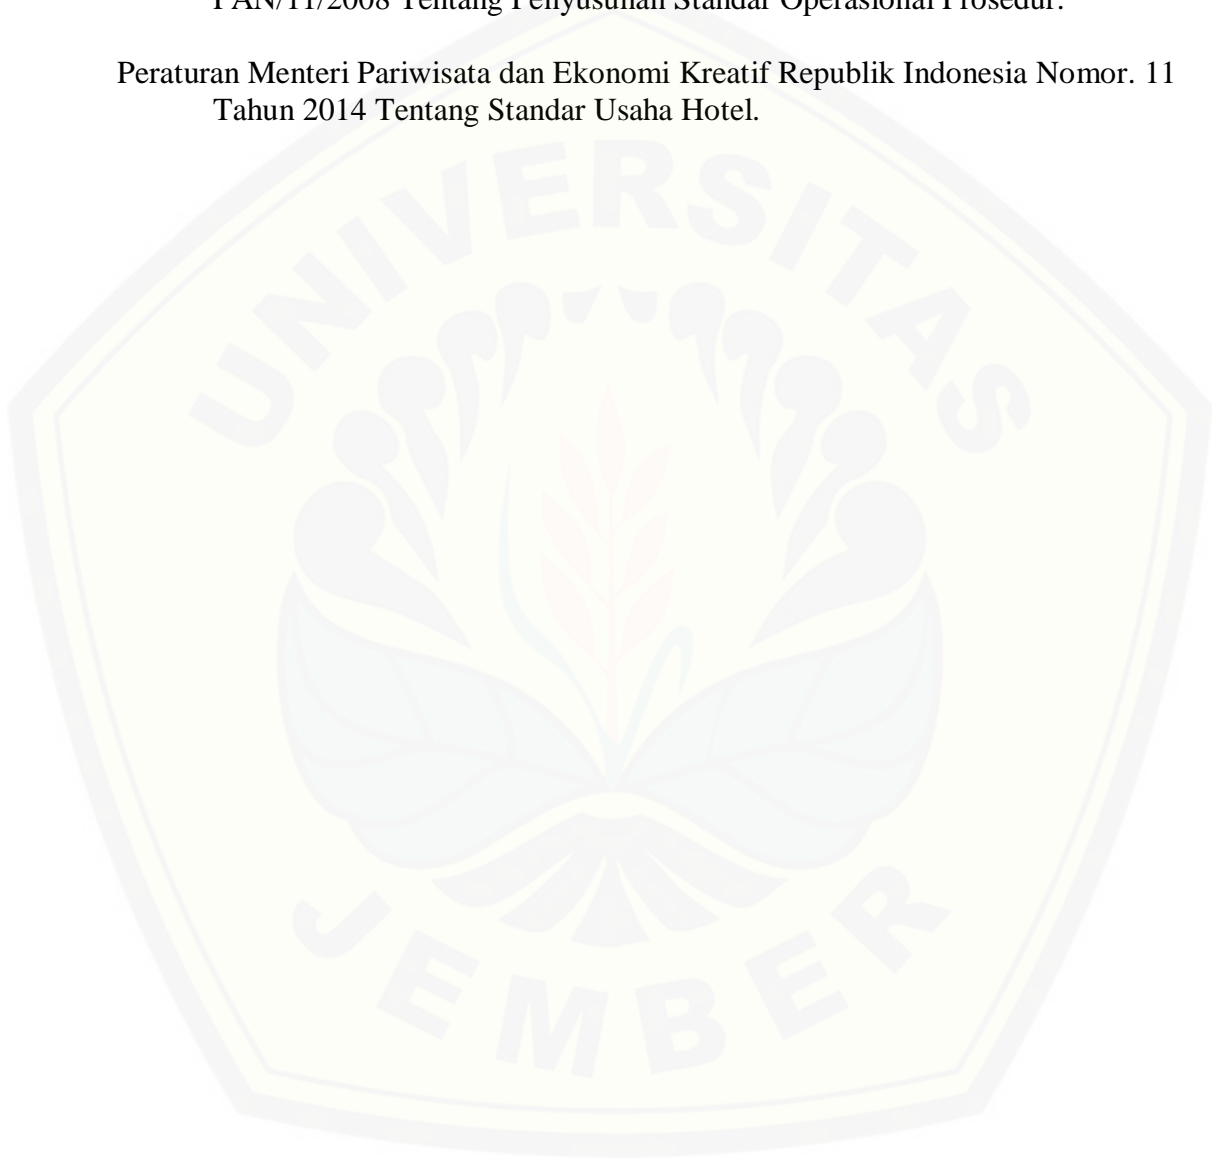 PAN/11/2008 Tentang Penyusunan Standar Operasional Prosedur.
Peraturan Menteri Pariwisata dan Ekonomi Kreatif Republik Indonesia Nomor. 11
Tahun 2014 Tentang Standar Usaha Hotel.
UNIVERSITAS
JEMBER